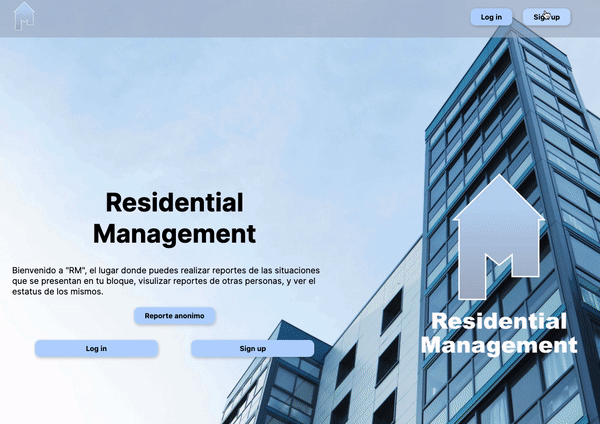 Log in
Sign up
Residential
Management
Bienvenido a "RM", el lugar donde puedes realizar reportes de las situaciones
que se presentan en tu bloque, visulizar reportes de otras personas, y ver el
estatus de los mismos.
Reporte anonimo
Log in
Sign up
Residential
Management